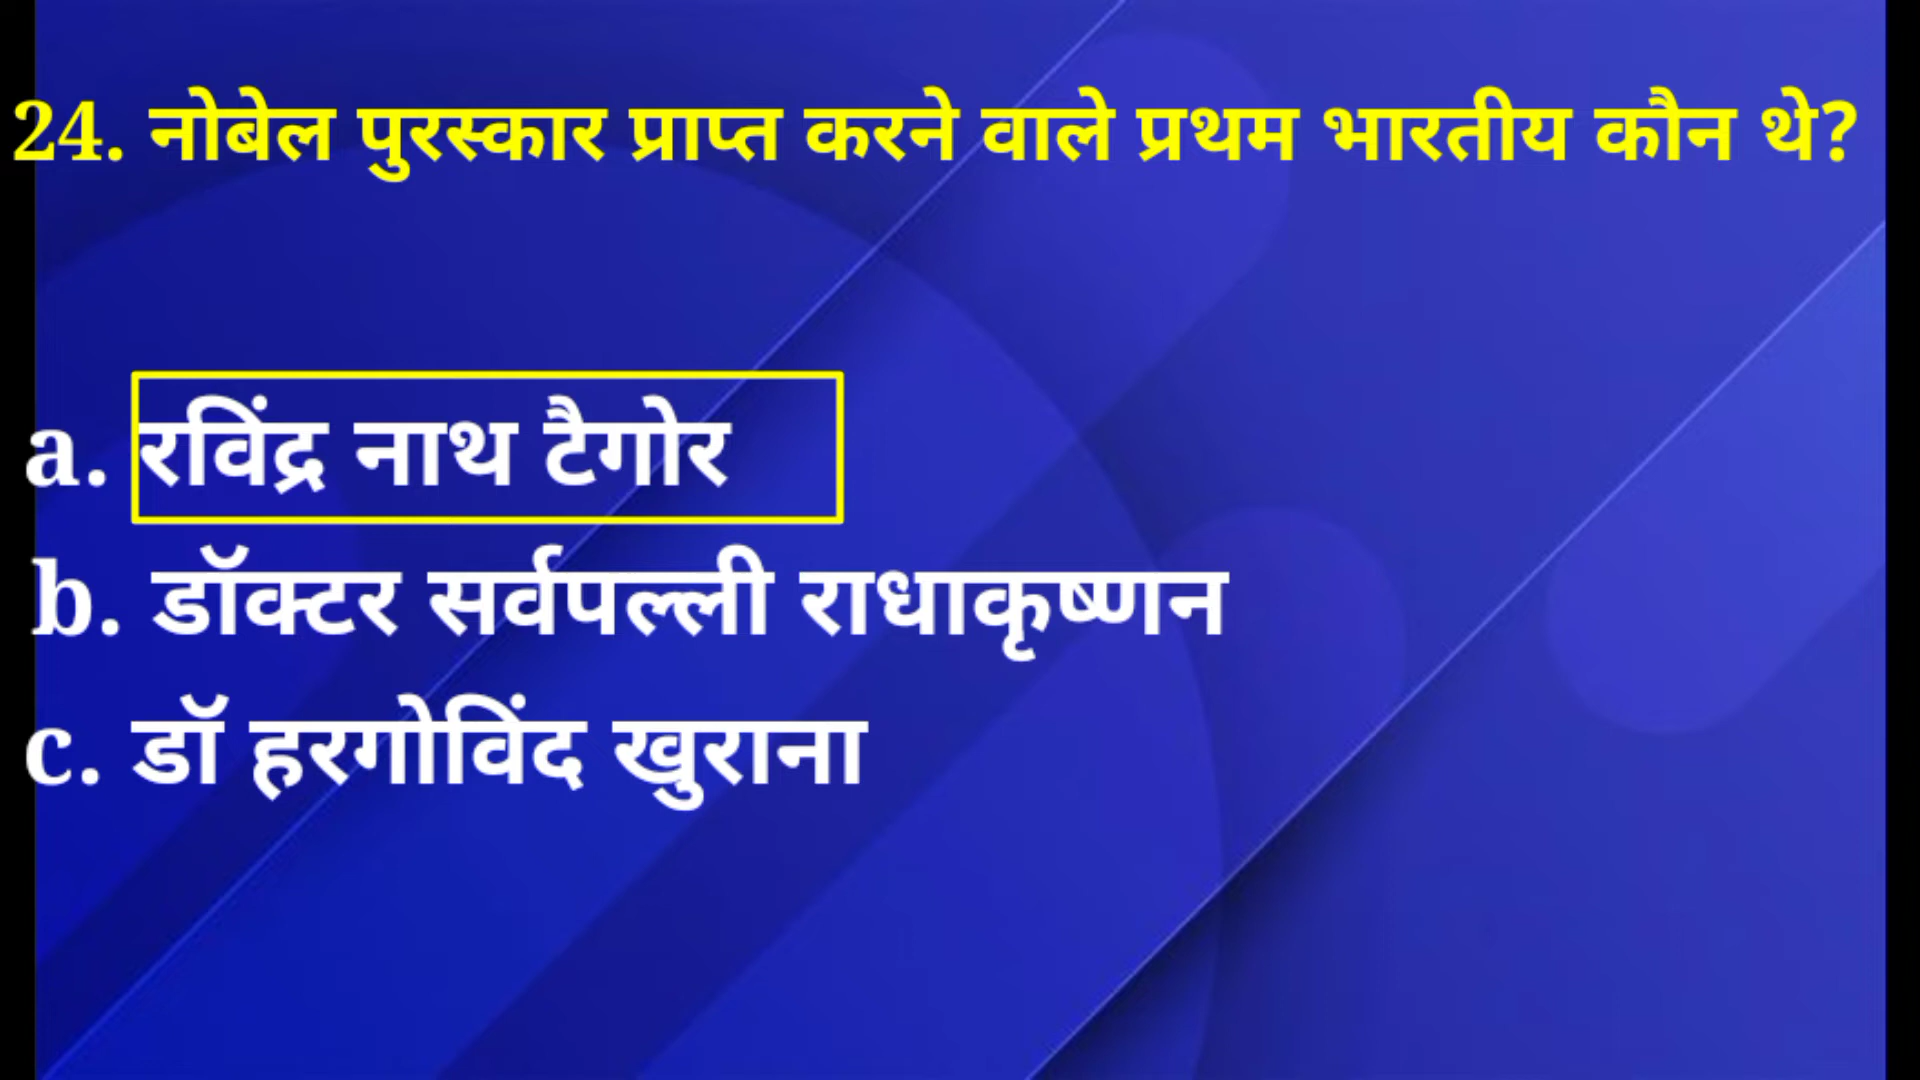 24. नोबेल पुरस्कार प्राप्त करने वाले प्रथम भारतीय कौन थे?
a. रविंद्र नाथ टैगोर
b. डॉक्टर सर्वपल्ली राधाकृष्णन
c. डॉ हरगोविंद खुराना